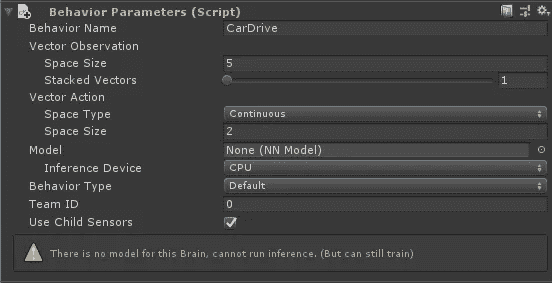 Behavior Parameters (Script)
Behavior Name CarDrive
Vector Observation
Space Size 5
Stacked Vectors 1
Vector Action
Space Type Continuous
Space Size 2
Model None (NN Model)
Inference Device CPU
Behavior Type Default
Team ID 0
Use Child Sensors
There is no model for this Brain, cannot run inference. (But can still train)